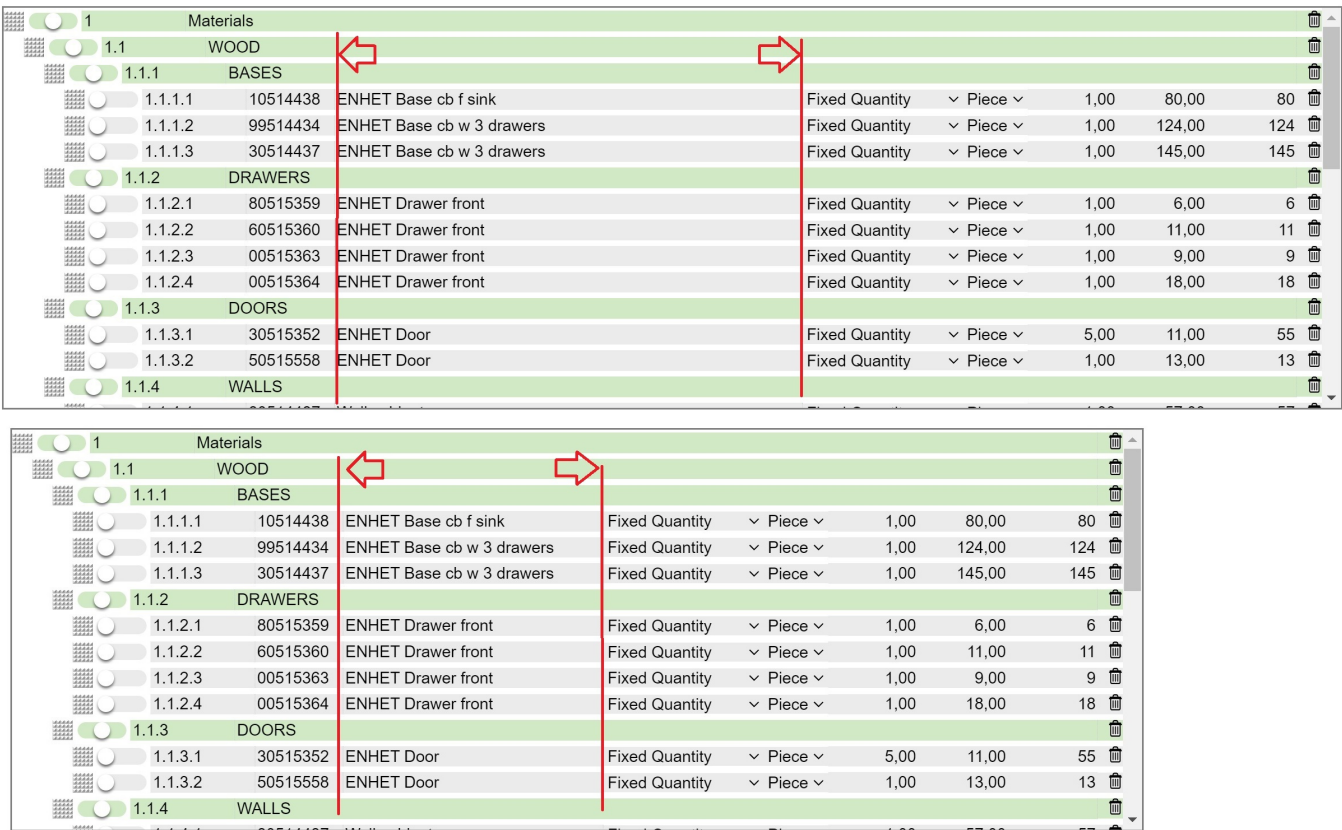 1 Materials
1.1 WOOD
1.1.1 BASES
1.1.1.1 10514438 ENHET Base cb f sink Fixed Quantity Piece 1,00 80,00 80
1.1.1.2 99514434 ENHET Base cb w 3 drawers Fixed Quantity Piece 1,00 124,00 124
1.1.1.3 30514437 ENHET Base cb w 3 drawers Fixed Quantity Piece 1,00 145,00 145
1.1.2 DRAWERS
1.1.2.1 80515359 ENHET Drawer front Fixed Quantity Piece 1,00 6,00 6
1.1.2.2 60515360 ENHET Drawer front Fixed Quantity Piece 1,00 11,00 11
1.1.2.3 00515363 ENHET Drawer front Fixed Quantity Piece 1,00 9,00 9
1.1.2.4 00515364 ENHET Drawer front Fixed Quantity Piece 1,00 18,00 18
1.1.3 DOORS
1.1.3.1 30515352 ENHET Door Fixed Quantity Piece 5,00 11,00 55
1.1.3.2 50515558 ENHET Door Fixed Quantity Piece 1,00 13,00 13
1.1.4 WALLS
1 Materials
1.1 WOOD
1.1.1 BASES
1.1.1.1 10514438 ENHET Base cb f sink Fixed Quantity Piece 1,00 80,00 80
1.1.1.2 99514434 ENHET Base cb w 3 drawers Fixed Quantity Piece 1,00 124,00 124
1.1.1.3 30514437 ENHET Base cb w 3 drawers Fixed Quantity Piece 1,00 145,00 145
1.1.2 DRAWERS
1.1.2.1 80515359 ENHET Drawer front Fixed Quantity Piece 1,00 6,00 6
1.1.2.2 60515360 ENHET Drawer front Fixed Quantity Piece 1,00 11,00 11
1.1.2.3 00515363 ENHET Drawer front Fixed Quantity Piece 1,00 9,00 9
1.1.2.4 00515364 ENHET Drawer front Fixed Quantity Piece 1,00 18,00 18
1.1.3 DOORS
1.1.3.1 30515352 ENHET Door Fixed Quantity Piece 5,00 11,00 55
1.1.3.2 50515558 ENHET Door Fixed Quantity Piece 1,00 13,00 13
1.1.4 WALLS